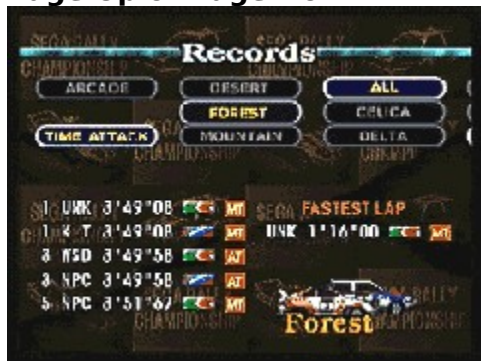 Records
ARCADE DESERT ALL
FOREST CELICA
TIME ATTACK MOUNTAIN DELTA
1 UNK 3'49"08 MT
1 K T 3'49"08 MT
3 WSD 3'49"58 AT
3 NPC 3'49"58 AT
5 NPC 3'51"67 MT
FASTEST LAP
UNK 1'16"00 MT
Forest